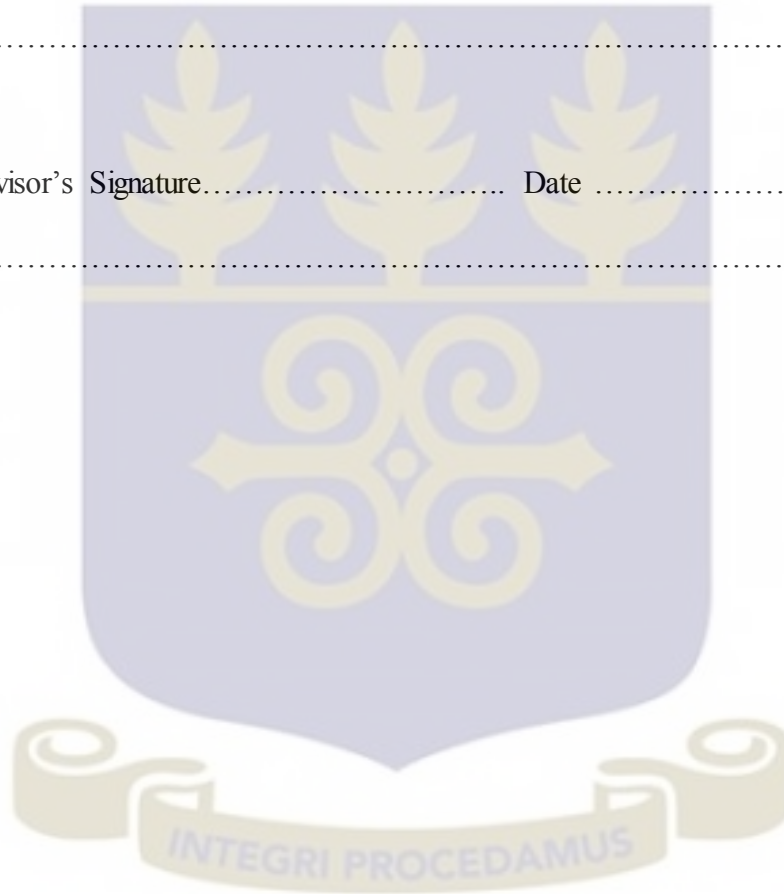 ……………………………………………………………………………
visor’s Signature……………………….. Date ………………
……………………………………………………………………………
INTEGRI PROCEDAMUS